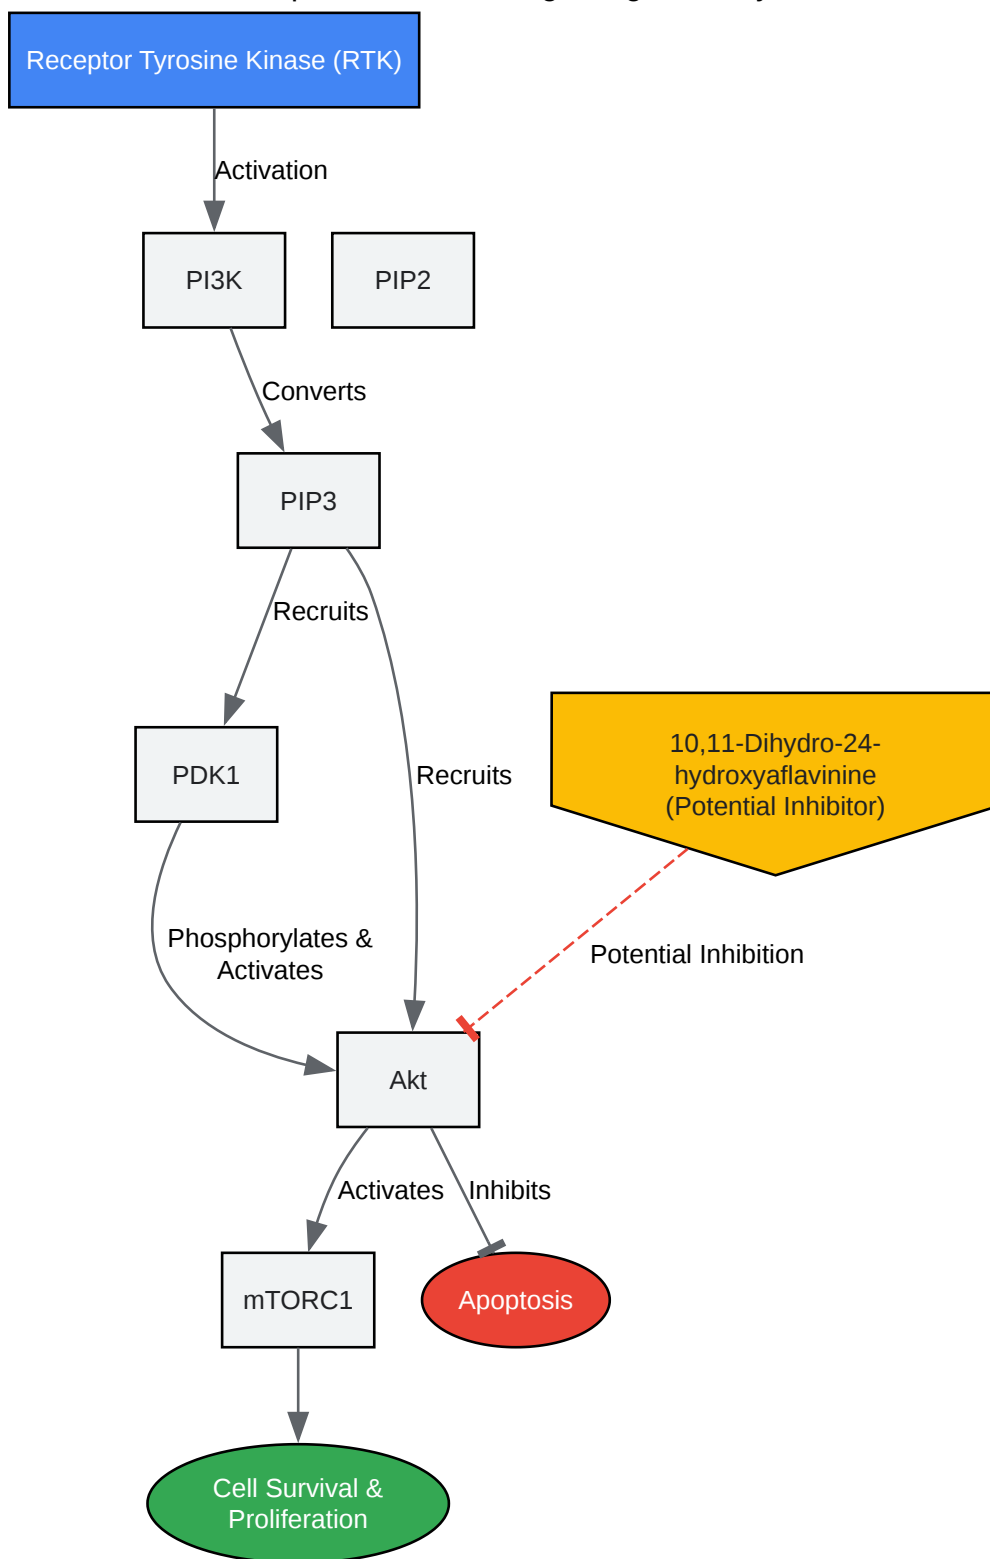 Receptor Tyrosine Kinase (RTK)
Activation
PI3K
PIP2
Converts
PIP3
Recruits
PDK1
Recruits
10,11-Dihydro-24-
hydroxyaflavinine
(Potential Inhibitor)
Phosphorylates &
Activates
Potential Inhibition
Akt
Activates
Inhibits
mTORC1
Apoptosis
Cell Survival &
Proliferation